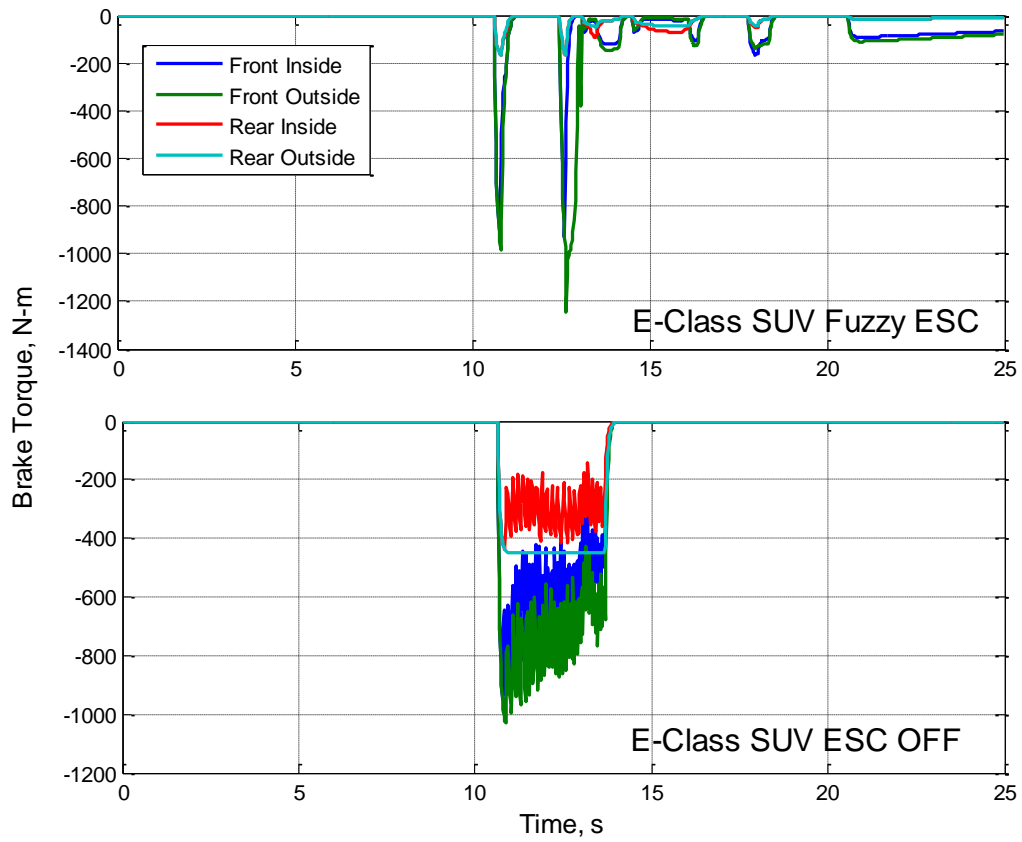 0
-200
-400
-600
-800
-1000
-1200
-1400
Front Inside
Front Outside
Rear Inside
Rear Outside
E-Class SUV Fuzzy ESC
0 5 10 15 20 25
Brake Torque, N-m
0
-200
-400
-600
-800
-1000
-1200
E-Class SUV ESC OFF
0 5 10 15 20 25
Time, s